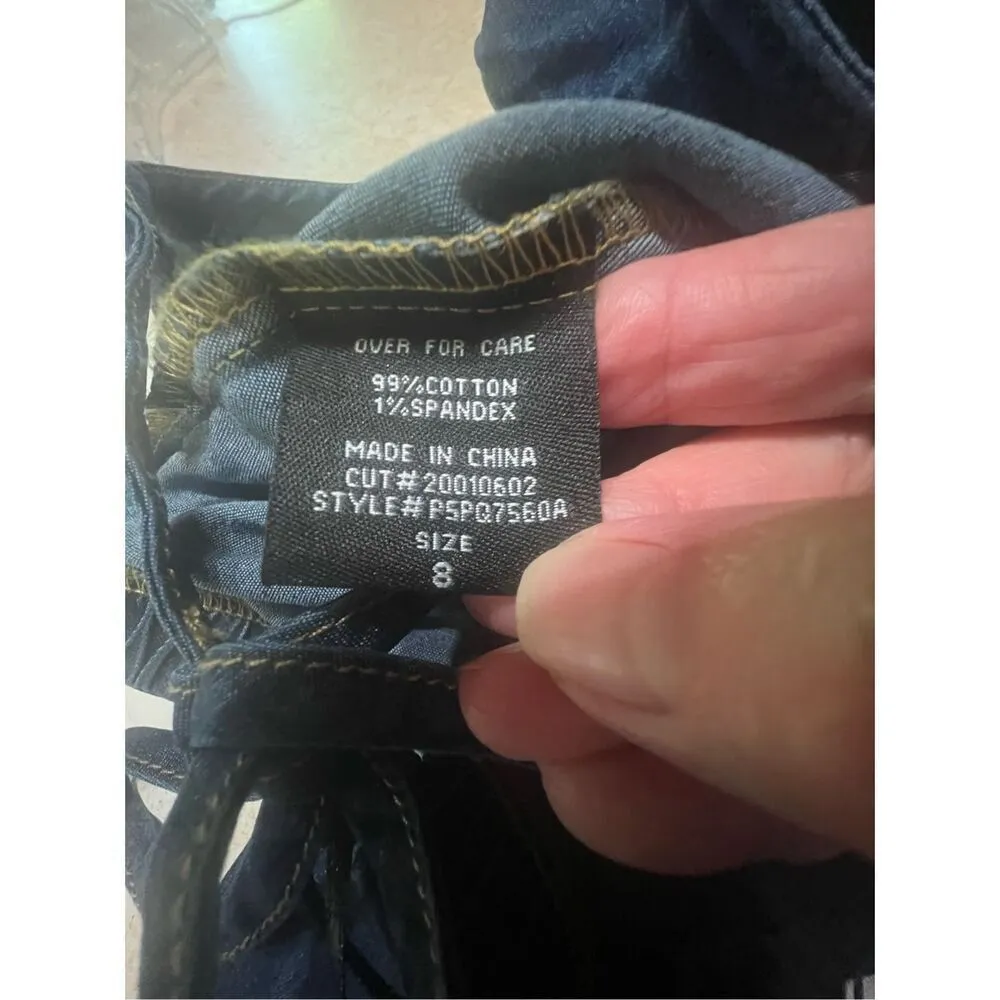 OVER FOR CARE
99%COTTON
1%SPANDEX
MADE IN CHINA
CUT#20010602
STYLE#P5PQ7560A
SIZE
8